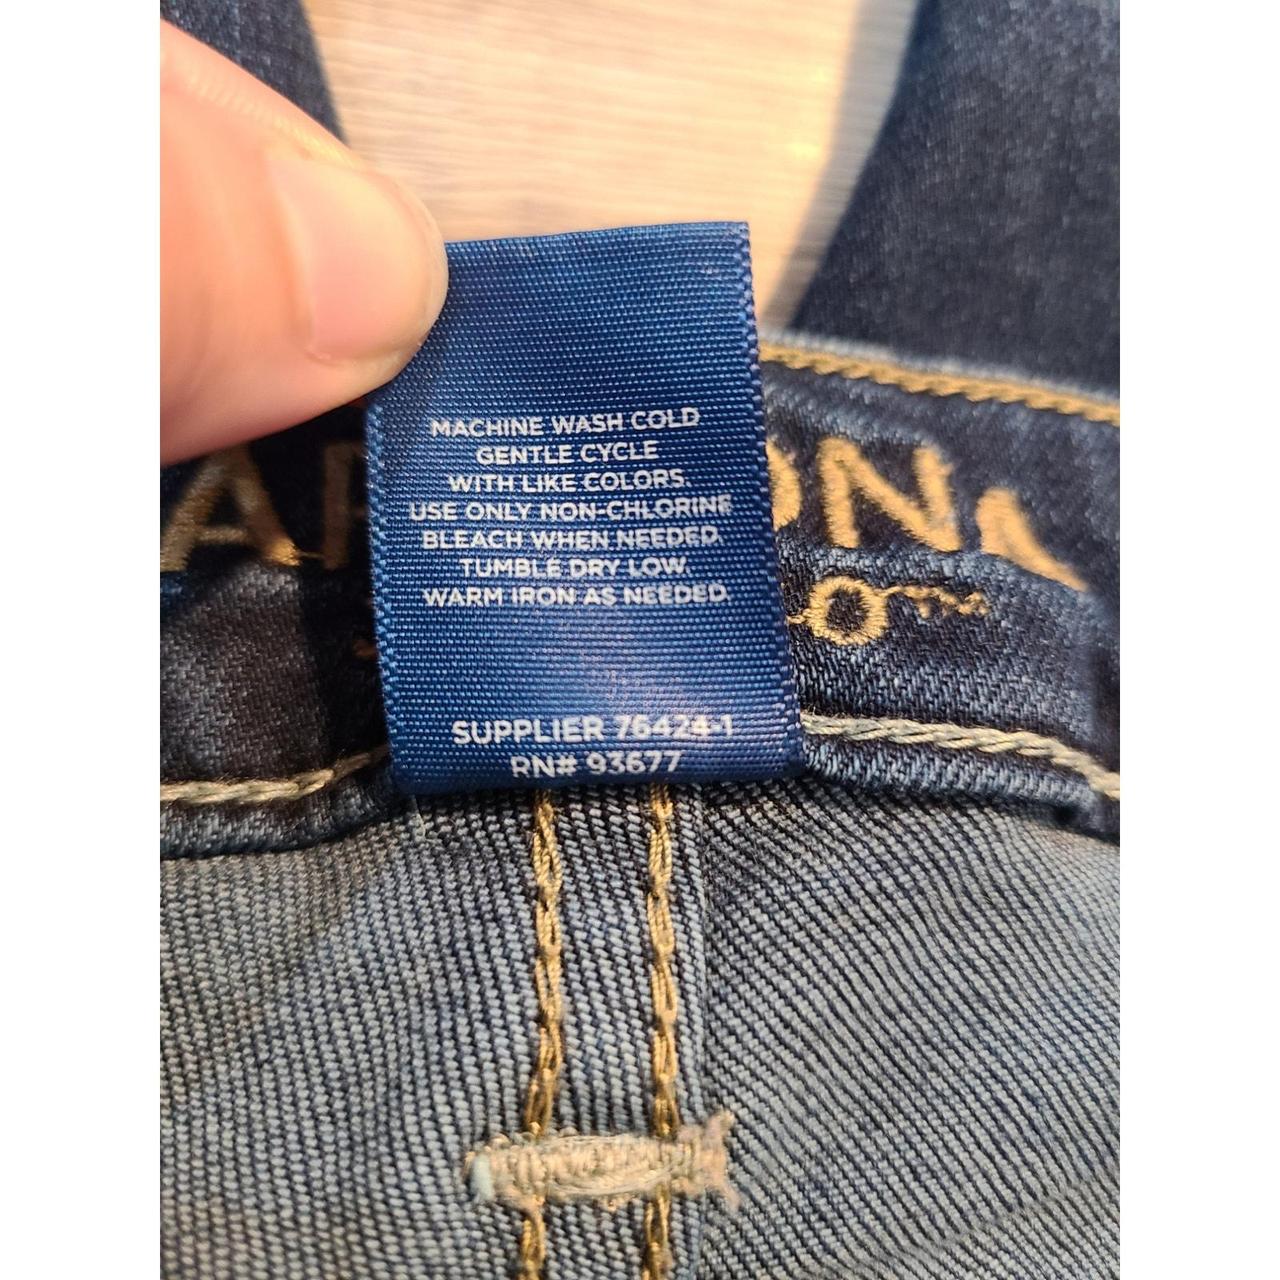 MACHINE WASH COLD
GENTLE CYCLE
WITH LIKE COLORS.
USE ONLY NON-CHLORINE
BLEACH WHEN NEEDED.
TUMBLE DRY LOW.
WARM IRON AS NEEDED.
SUPPLIER 76424-1
RN# 93677